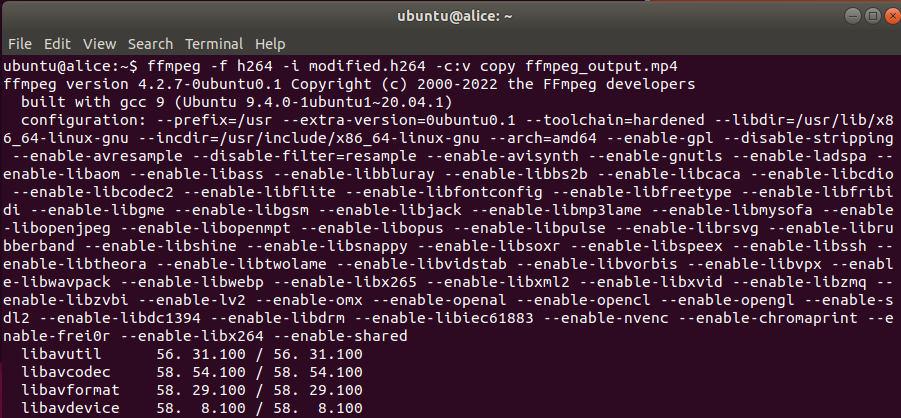 ubuntu@alice: ~
File Edit View Search Terminal Help
ubuntu@alice:~$ ffmpeg -f h264 -i modified.h264 -c:v copy ffmpeg_output.mp4
ffmpeg version 4.2.7-0ubuntu0.1 Copyright (c) 2000-2022 the FFmpeg developers
  built with gcc 9 (Ubuntu 9.4.0-1ubuntu1~20.04.1)
  configuration: --prefix=/usr --extra-version=0ubuntu0.1 --toolchain=hardened --libdir=/usr/lib/x8
6_64-linux-gnu --incdir=/usr/include/x86_64-linux-gnu --arch=amd64 --enable-gpl --disable-stripping
 --enable-avresample --disable-filter=resample --enable-avisynth --enable-gnutls --enable-ladspa --
enable-libaom --enable-libass --enable-libbluray --enable-libbs2b --enable-libcaca --enable-libcdio
 --enable-libcodec2 --enable-libflite --enable-libfontconfig --enable-libfreetype --enable-libfribi
di --enable-libgme --enable-libgsm --enable-libjack --enable-libmp3lame --enable-libmysofa --enable
-libopenjpeg --enable-libopenmpt --enable-libopus --enable-libpulse --enable-librsvg --enable-libru
bberband --enable-libshine --enable-libsnappy --enable-libsoxr --enable-libspeex --enable-libssh --
enable-libtheora --enable-libtwolame --enable-libvidstab --enable-libvorbis --enable-libvpx --enabl
e-libwavpack --enable-libwebp --enable-libx265 --enable-libxml2 --enable-libxvid --enable-libzmq --
enable-libzvbi --enable-lv2 --enable-omx --enable-openal --enable-opencl --enable-opengl --enable-s
dl2 --enable-libdc1394 --enable-libdrm --enable-libiec61883 --enable-nvenc --enable-chromaprint --e
nable-frei0r --enable-libx264 --enable-shared
  libavutil      56. 31.100 / 56. 31.100
  libavcodec     58. 54.100 / 58. 54.100
  libavformat    58. 29.100 / 58. 29.100
  libavdevice    58.  8.100 / 58.  8.100